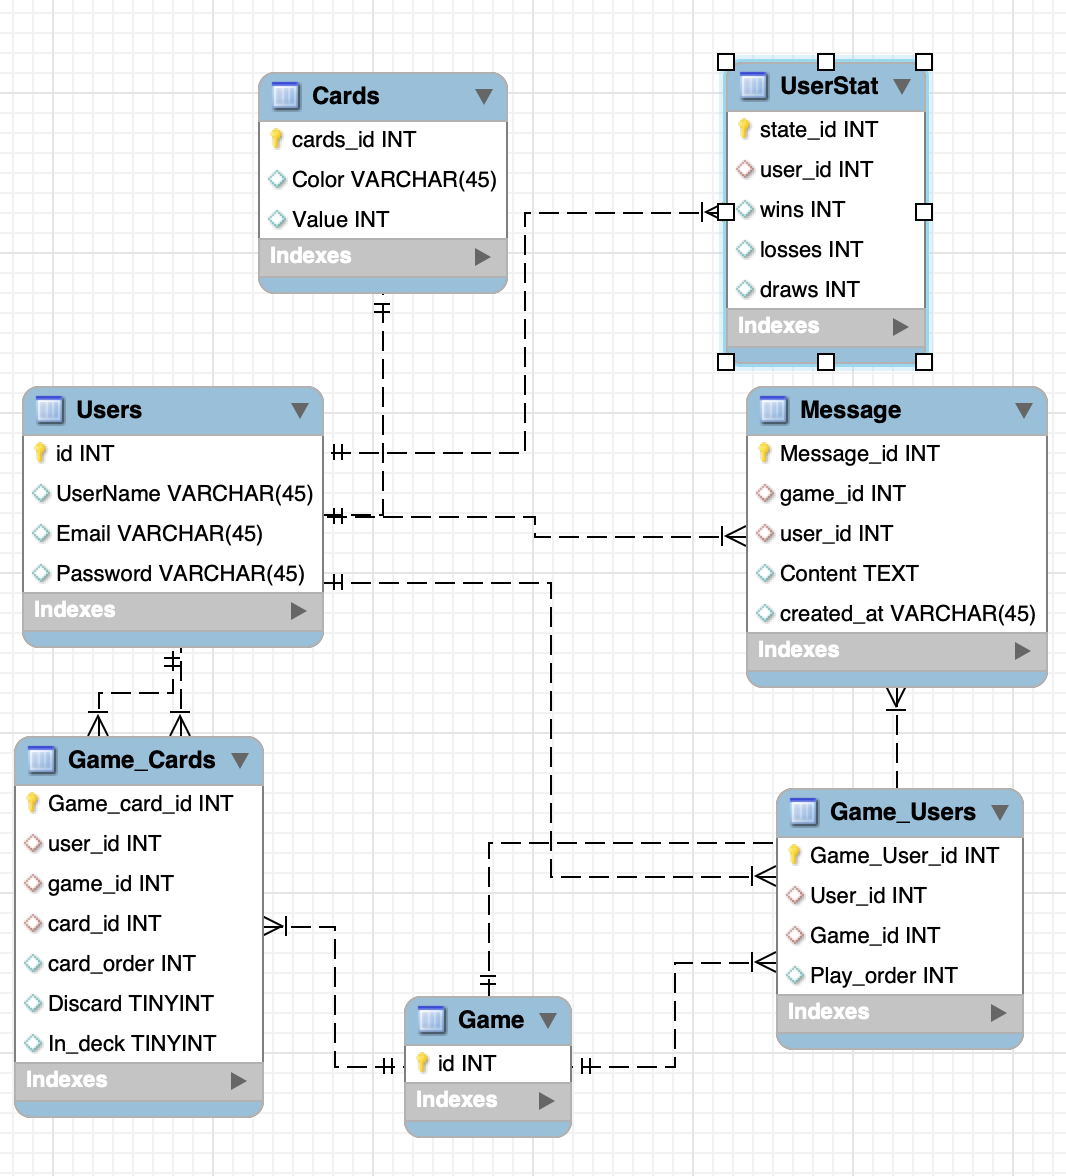 Cards
cards_id INT
Color VARCHAR(45)
Value INT
Indexes
UserStat
state_id INT
user_id INT
wins INT
losses INT
draws INT
Indexes
Users
id INT
UserName VARCHAR(45)
Email VARCHAR(45)
Password VARCHAR(45)
Indexes
Message
Message_id INT
game_id INT
user_id INT
Content TEXT
created_at VARCHAR(45)
Indexes
Game_Cards
Game_card_id INT
user_id INT
game_id INT
card_id INT
card_order INT
Discard TINYINT
In_deck TINYINT
Indexes
Game_Users
Game_User_id INT
User_id INT
Game_id INT
Play_order INT
Indexes
Game
id INT
Indexes